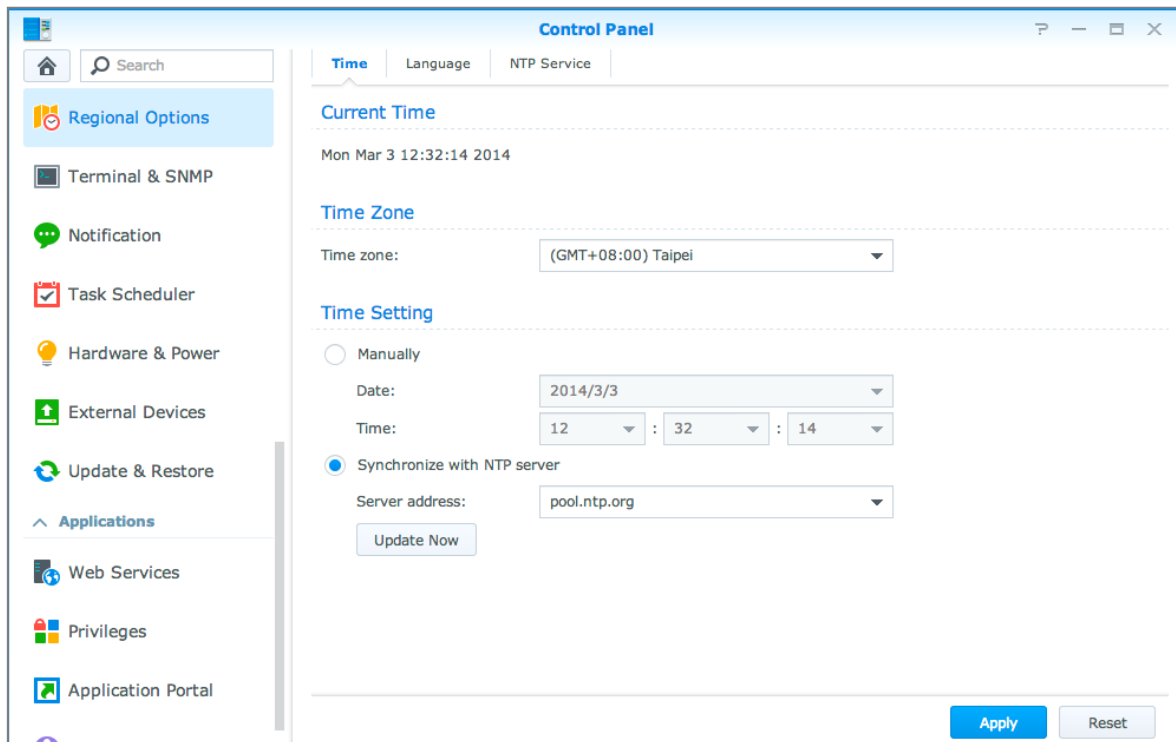 Control Panel
Search
Time Language NTP Service
Regional Options
Terminal & SNMP
Notification
Task Scheduler
Hardware & Power
External Devices
Update & Restore
Applications
Web Services
Privileges
Application Portal
Current Time
Mon Mar 3 12:32:14 2014
Time Zone
Time zone: (GMT+08:00) Taipei
Time Setting
Manually
Date: 2014/3/3
Time: 12 : 32 : 14
Synchronize with NTP server
Server address: pool.ntp.org
Update Now
Apply Reset